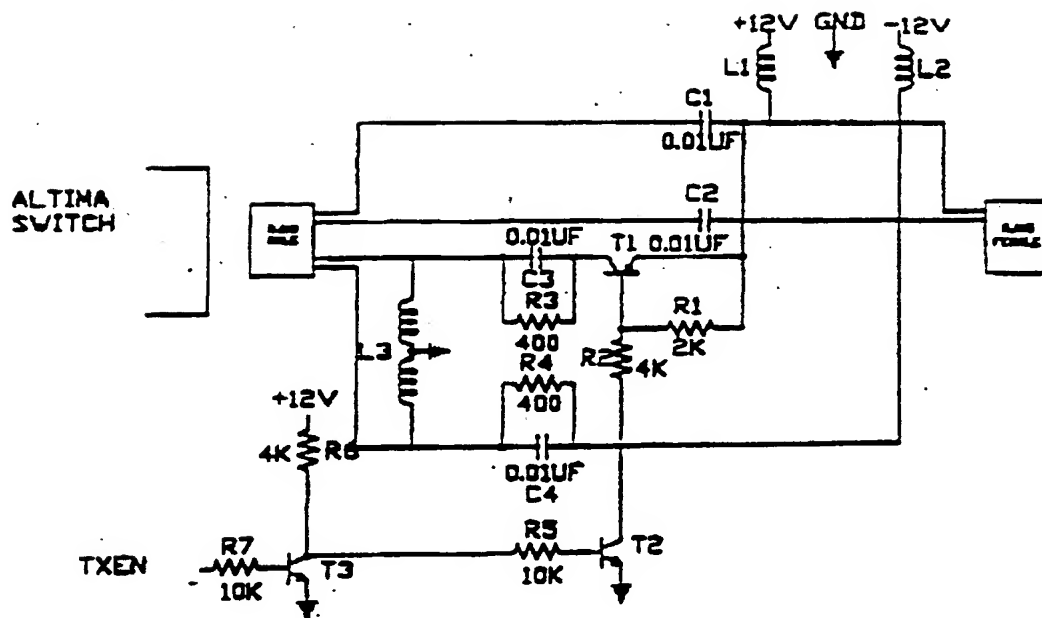 +12V GND -12V
L1
L2
C1
0.01UF
ALTIMA
SWITCH
C2
0.01UF
0.01UF
T1
C3
R3
400
R1
2K
L3
R4
400
R2
4K
+12V
4K
R6
0.01UF
C4
TXEN
R7
10K
T3
R5
10K
T2